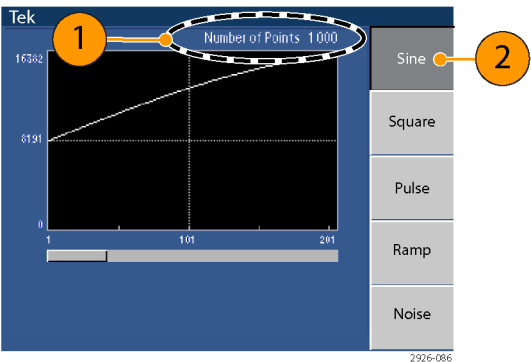 Tek
1
Number of Points 1000
16382
8191
0
1
101
201
Sine
2
Square
Pulse
Ramp
Noise
2926-086